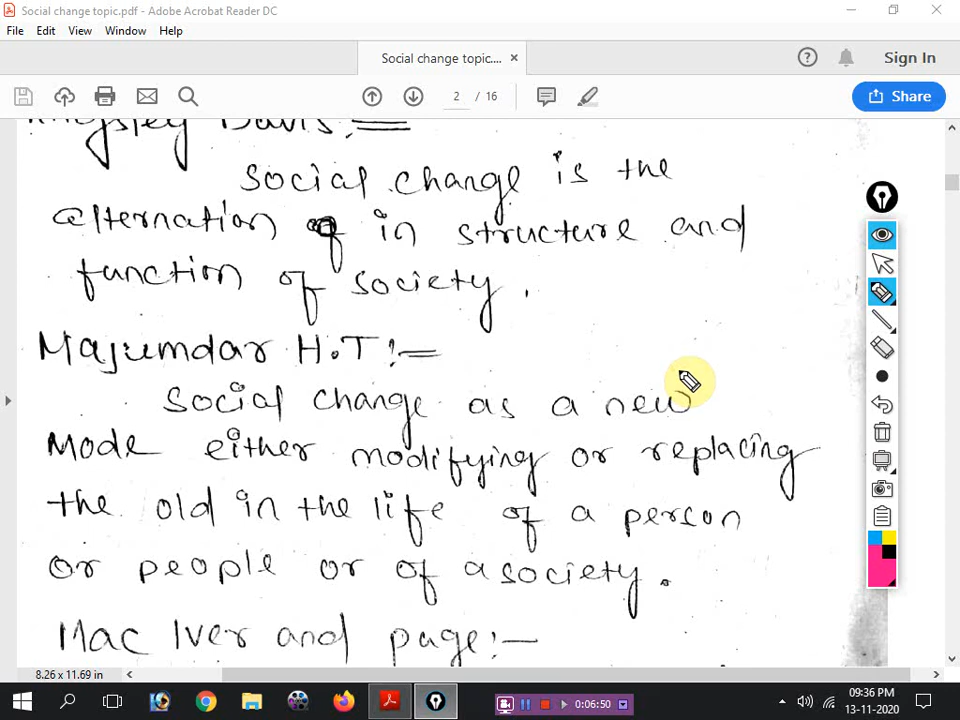 Social change topic.pdf - Adobe Acrobat Reader DC
File Edit View Window Help
Social change topic.... ×
Sign In
2 / 16
Share
Kingsley Davis:=
Social change is the
alternation of in structure and
function of society.
Majumdar H.T:=
Social change as a new
Mode either modifying or replacing
the old in the life of a person
or people or of a society.
Mac Iver and page:-
8.26 x 11.69 in
0:06:50
09:36 PM
13-11-2020